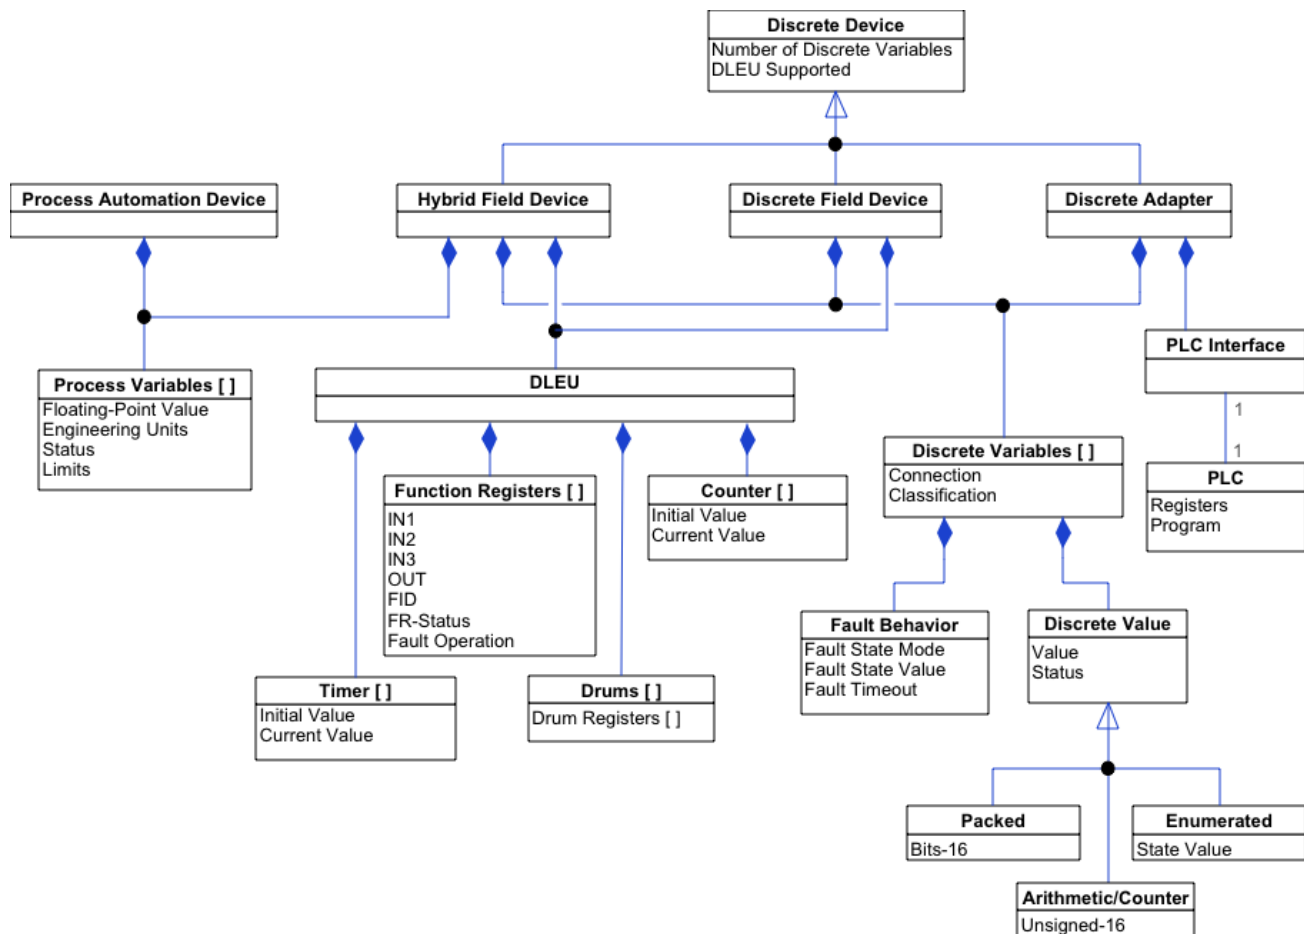 Discrete Device
Number of Discrete Variables
DLEU Supported
Process Automation Device
Hybrid Field Device
Discrete Field Device
Discrete Adapter
Process Variables [ ]
Floating-Point Value
Engineering Units
Status
Limits
DLEU
PLC Interface
1
1
PLC
Registers
Program
Discrete Variables [ ]
Connection
Classification
Function Registers [ ]
IN1
IN2
IN3
OUT
FID
FR-Status
Fault Operation
Counter [ ]
Initial Value
Current Value
Timer [ ]
Initial Value
Current Value
Drums [ ]
Drum Registers [ ]
Fault Behavior
Fault State Mode
Fault State Value
Fault Timeout
Discrete Value
Value
Status
Packed
Bits-16
Enumerated
State Value
Arithmetic/Counter
Unsigned-16